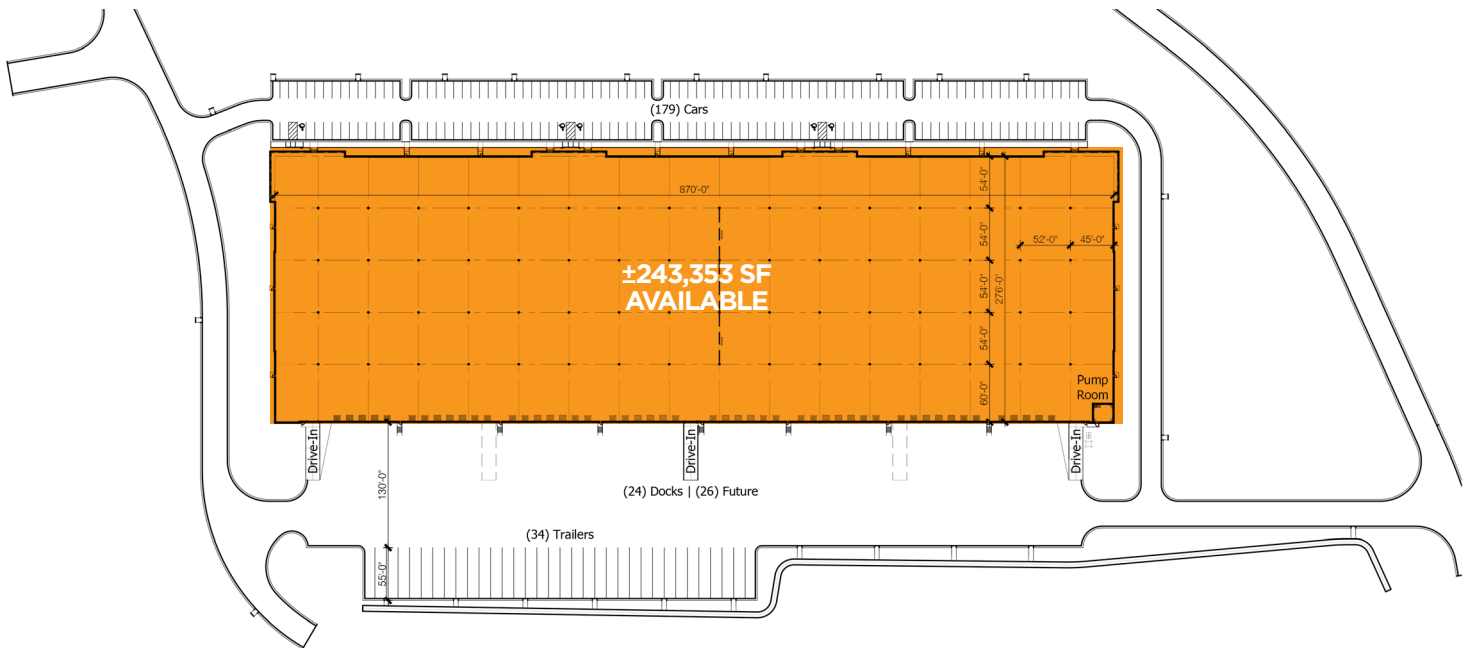 (179) Cars
54'-0"
870'-0"
54'-0"
52'-0"
45'-0"
±243,353 SF
AVAILABLE
54'-0"
276'-0"
54'-0"
Pump
Room
60'-0"
Drive-In
Drive-In
Drive-In
130'-0"
(24) Docks | (26) Future
(34) Trailers
55'-0"